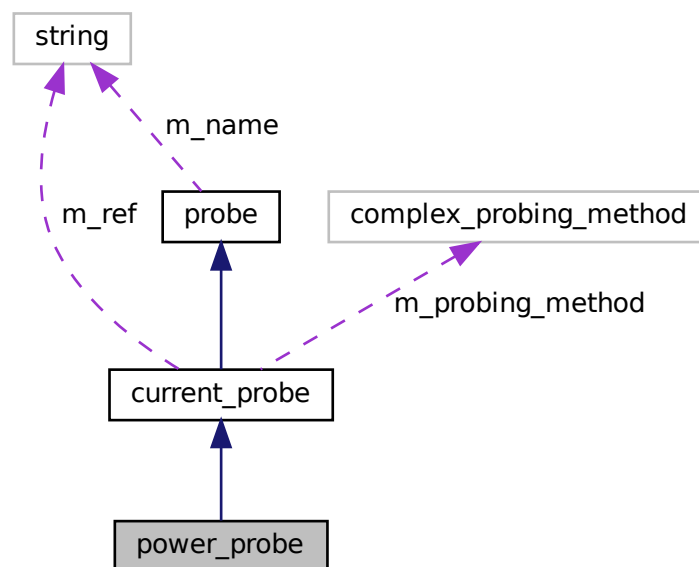 string
m_name
probe
m_ref
complex_probing_method
m_probing_method
current_probe
power_probe